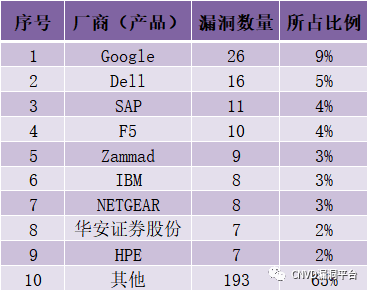 序号 厂商（产品） 漏洞数量 所占比例
1 Google 26 9%
2 Dell 16 5%
3 SAP 11 4%
4 F5 10 4%
5 Zammad 9 3%
6 IBM 8 3%
7 NETGEAR 8 3%
8 华安证券股份 7 2%
9 HPE 7 2%
10 其他 193 65%
CNVD漏洞平台